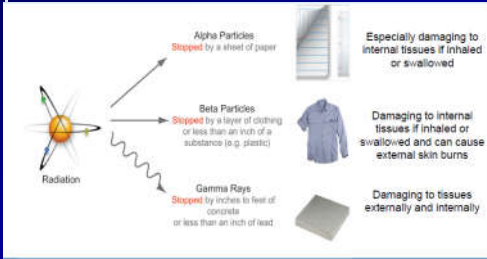 Alpha Particles
Stopped by a sheet of paper
Especially damaging to
internal tissues if inhaled
or swallowed
Beta Particles
Stopped by a layer of clothing
or less than an inch of a
substance (e.g. plastic)
Damaging to internal
tissues if inhaled or
swallowed and can cause
external skin burns
Radiation
Gamma Rays
Stopped by inches to feet of
concrete
or less than an inch of lead
Damaging to tissues
externally and internally